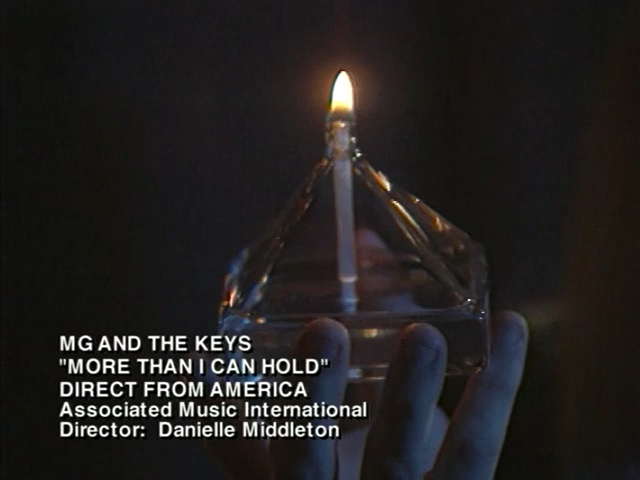 MG AND THE KEYS
"MORE THAN I CAN HOLD"
DIRECT FROM AMERICA
Associated Music International
Director: Danielle Middleton